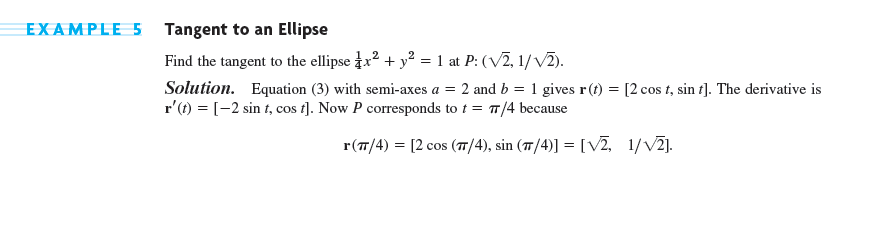 EXAMPLE 5 Tangent to an Ellipse
Find the tangent to the ellipse ¼x² + y² = 1 at P: (√2, 1/√2).
Solution. Equation (3) with semi-axes a = 2 and b = 1 gives r(t) = [2 cos t, sin t]. The derivative is
r′(t) = [−2 sin t, cos t]. Now P corresponds to t = π/4 because
r(π/4) = [2 cos (π/4), sin (π/4)] = [√2, 1/√2].